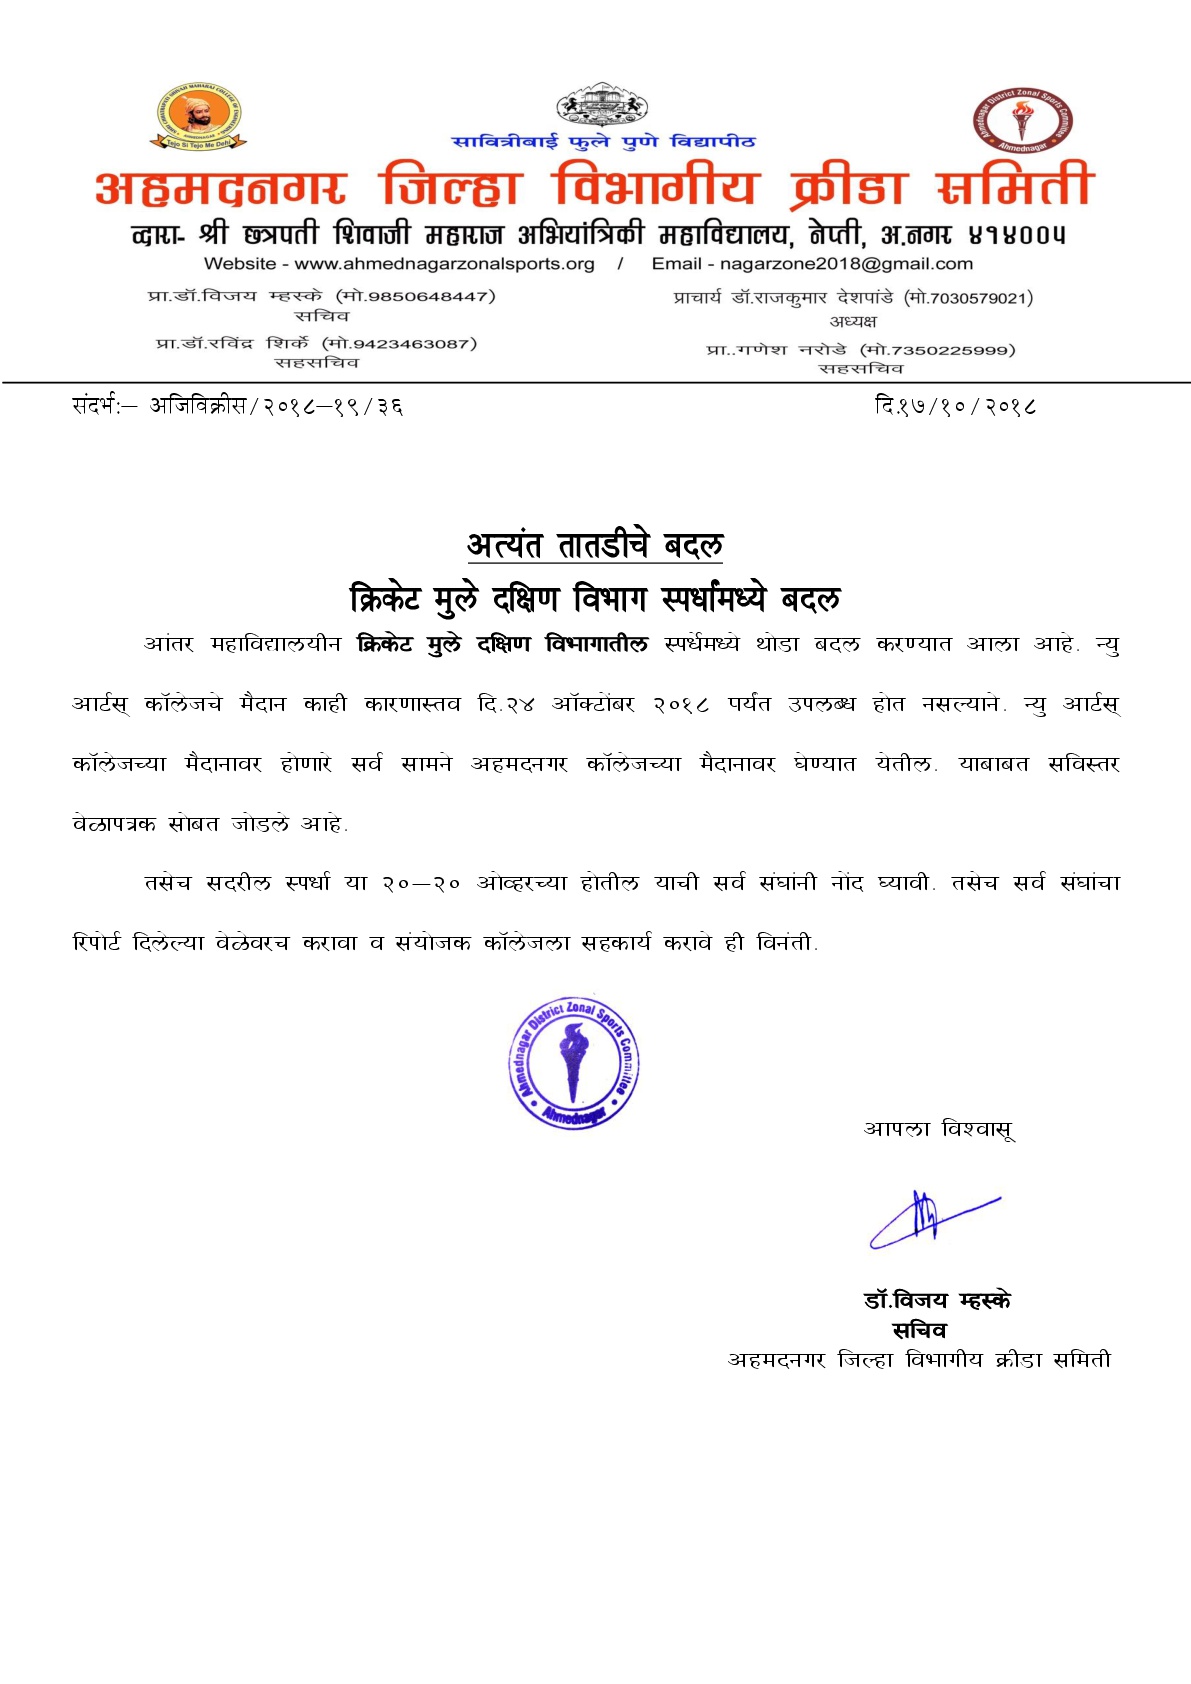 सावित्रीबाई फुले पुणे विद्यापीठ
Tejo Si Tejo Me Dehi
Ahmednagar District Zonal Sports Committee
Ahmednagar
अहमदनगर जिल्हा विभागीय क्रीडा समिती
व्दारा- श्री छत्रपती शिवाजी महाराज अभियांत्रिकी महाविद्यालय, नेप्ती, अ.नगर ४१४००५
Website - www.ahmednagarzonalsports.org / Email - nagarzone2018@gmail.com
प्रा.डॉ.विजय म्हस्के (मो.9850648447)
सचिव
प्रा.डॉ.रविंद्र शिर्के (मो.9423463087)
सहसचिव
प्राचार्य डॉ.राजकुमार देशपांडे (मो.7030579021)
अध्यक्ष
प्रा..गणेश नरोडे (मो.7350225999)
सहसचिव
संदर्भ:– अजिविक्रीस/२०१८–१९/३६ दि.१७/१०/२०१८
अत्यंत तातडीचे बदल
क्रिकेट मुले दक्षिण विभाग स्पर्धांमध्ये बदल
आंतर महाविद्यालयीन क्रिकेट मुले दक्षिण विभागातील स्पर्धेमध्ये थोडा बदल करण्यात आला आहे. न्यु
आर्टस् कॉलेजचे मैदान काही कारणास्तव दि.२४ ऑक्टोंबर २०१८ पर्यंत उपलब्ध होत नसल्याने. न्यु आर्टस्
कॉलेजच्या मैदानावर होणारे सर्व सामने अहमदनगर कॉलेजच्या मैदानावर घेण्यात येतील. याबाबत सविस्तर
वेळापत्रक सोबत जोडले आहे.
तसेच सदरील स्पर्धा या २०–२० ओव्हरच्या होतील याची सर्व संघांनी नोंद घ्यावी. तसेच सर्व संघांचा
रिपोर्ट दिलेल्या वेळेवरच करावा व संयोजक कॉलेजला सहकार्य करावे ही विनंती.
Ahmednagar District Zonal Sports Committee
Ahmednagar
आपला विश्वासू
डॉ.विजय म्हस्के
सचिव
अहमदनगर जिल्हा विभागीय क्रीडा समिती